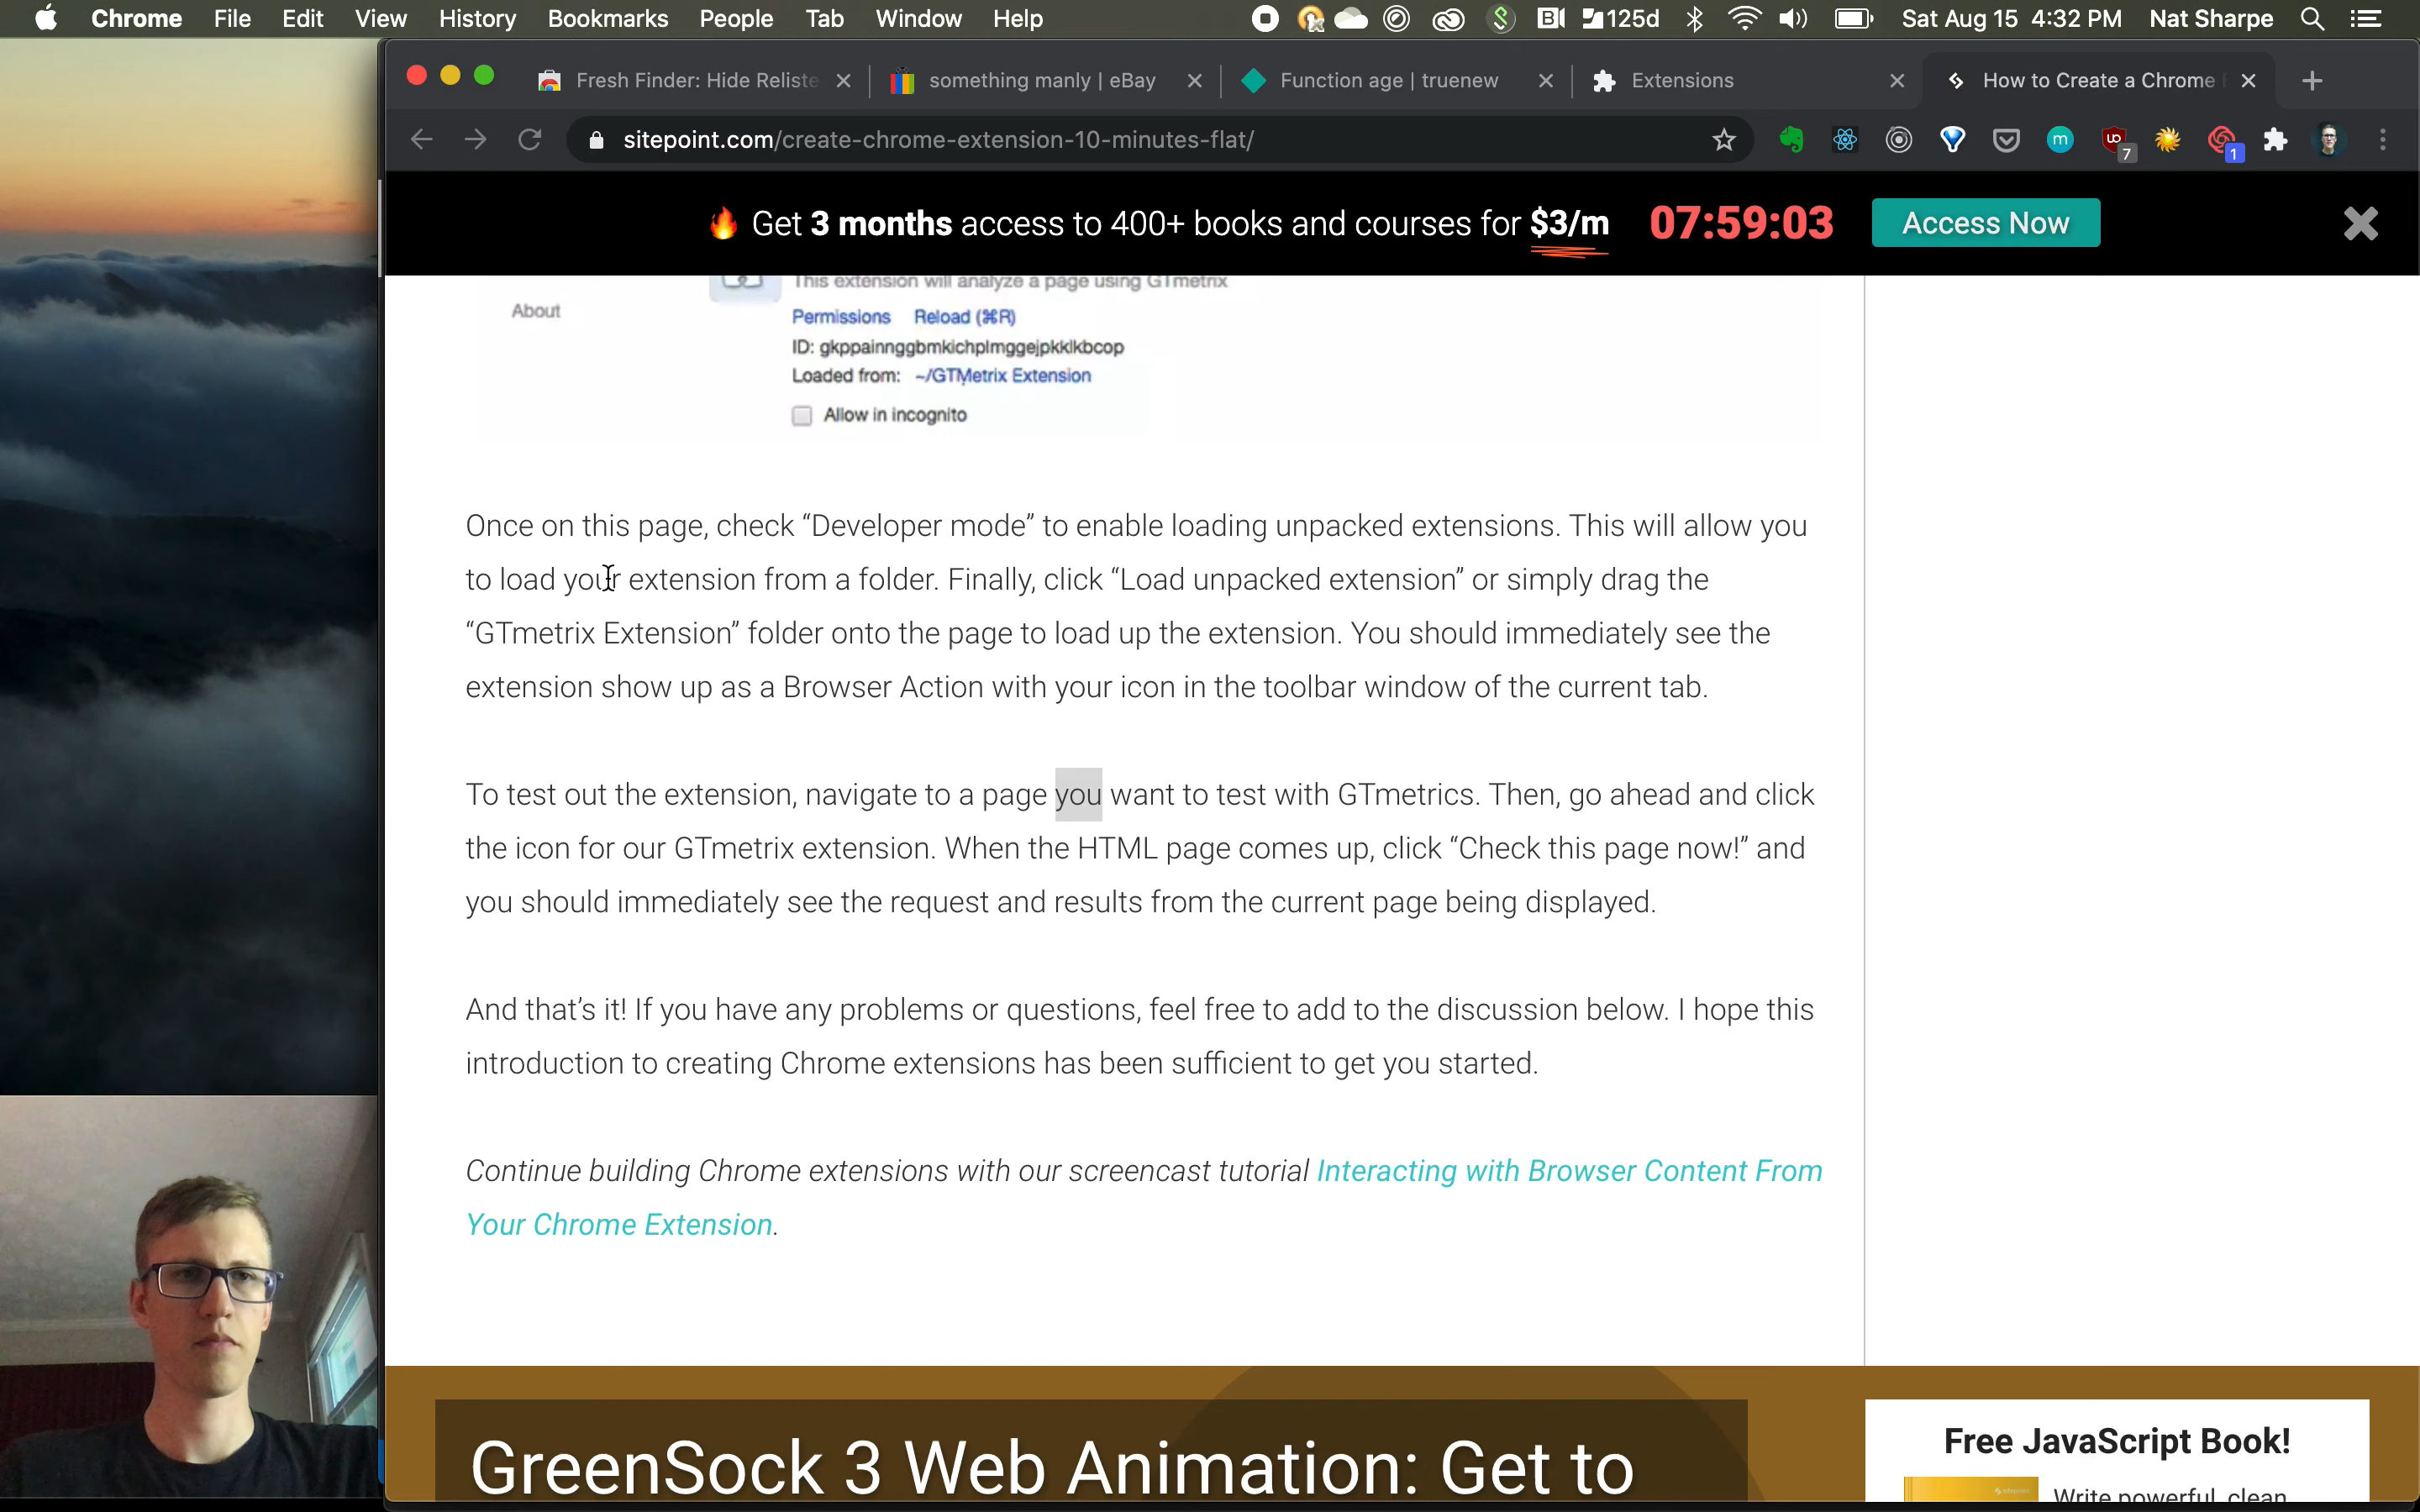 Chrome File Edit View History Bookmarks People Tab Window Help 125d Sat Aug 15 4:32 PM Nat Sharpe
Fresh Finder: Hide Reliste something manly | eBay Function age | truenew Extensions How to Create a Chrome
sitepoint.com/create-chrome-extension-10-minutes-flat/ m 7 1
Get 3 months access to 400+ books and courses for $3/m 07:59:03 Access Now
This extension will analyze a page using GTmetrix
About
Permissions Reload (⌘R)
ID: gkppainnggbmkichplmggejpkklkbcop
Loaded from: ~/GTMetrix Extension
Allow in incognito
Once on this page, check “Developer mode” to enable loading unpacked extensions. This will allow you
to load your extension from a folder. Finally, click “Load unpacked extension” or simply drag the
“GTmetrix Extension” folder onto the page to load up the extension. You should immediately see the
extension show up as a Browser Action with your icon in the toolbar window of the current tab.
To test out the extension, navigate to a page you want to test with GTmetrics. Then, go ahead and click
the icon for our GTmetrix extension. When the HTML page comes up, click “Check this page now!” and
you should immediately see the request and results from the current page being displayed.
And that’s it! If you have any problems or questions, feel free to add to the discussion below. I hope this
introduction to creating Chrome extensions has been sufficient to get you started.
Continue building Chrome extensions with our screencast tutorial Interacting with Browser Content From
Your Chrome Extension.
GreenSock 3 Web Animation: Get to
Free JavaScript Book!
Write powerful, clean